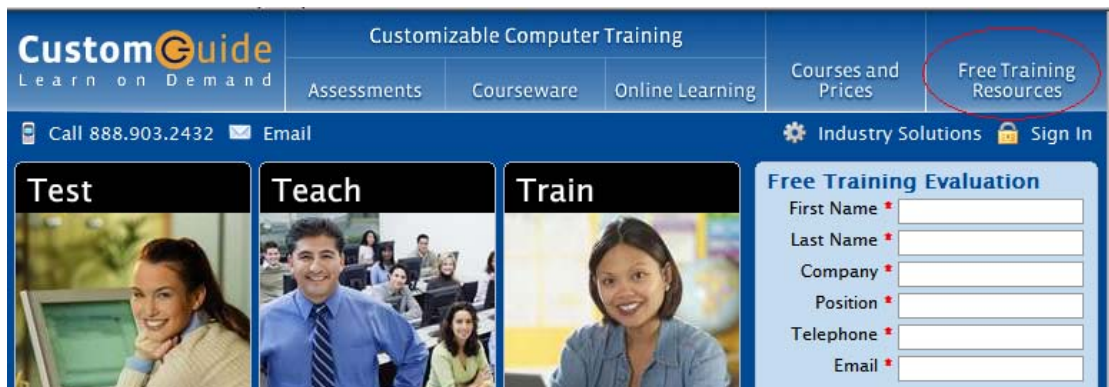 CustomGuide
Learn on Demand
Customizable Computer Training
Assessments
Courseware
Online Learning
Courses and
Prices
Free Training
Resources
Call 888.903.2432
Email
Industry Solutions
Sign In
Test
Teach
Train
Free Training Evaluation
First Name *
Last Name *
Company *
Position *
Telephone *
Email *